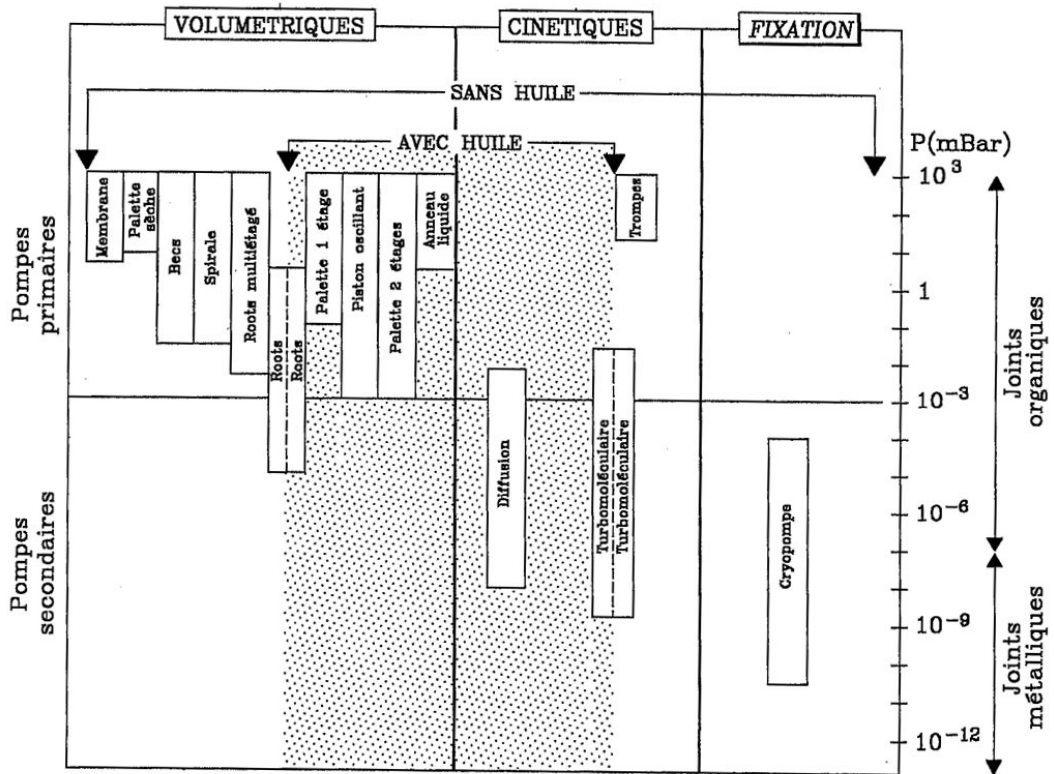 VOLUMETRIQUES
CINETIQUES
FIXATION
SANS HUILE
AVEC HUILE
P(mBar)
Pompes
primaires
Pompes
secondaires
Membrane
Palette
sèche
Becs
Spirale
Roots multiétagé
Roots
Roots
Palette 1 étage
Piston oscillant
Palette 2 étages
Anneau
liquide
Diffusion
Trompes
Turbomoléculaire
Turbomoléculaire
Cryopompe
10³
1
10⁻³
10⁻⁶
10⁻⁹
10⁻¹²
Joints
organiques
Joints
métalliques